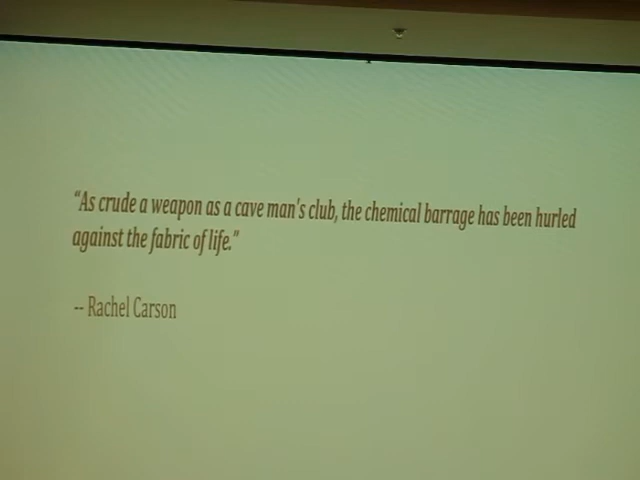 “As crude a weapon as a cave man's club, the chemical barrage has been hurled
against the fabric of life.”
-- Rachel Carson